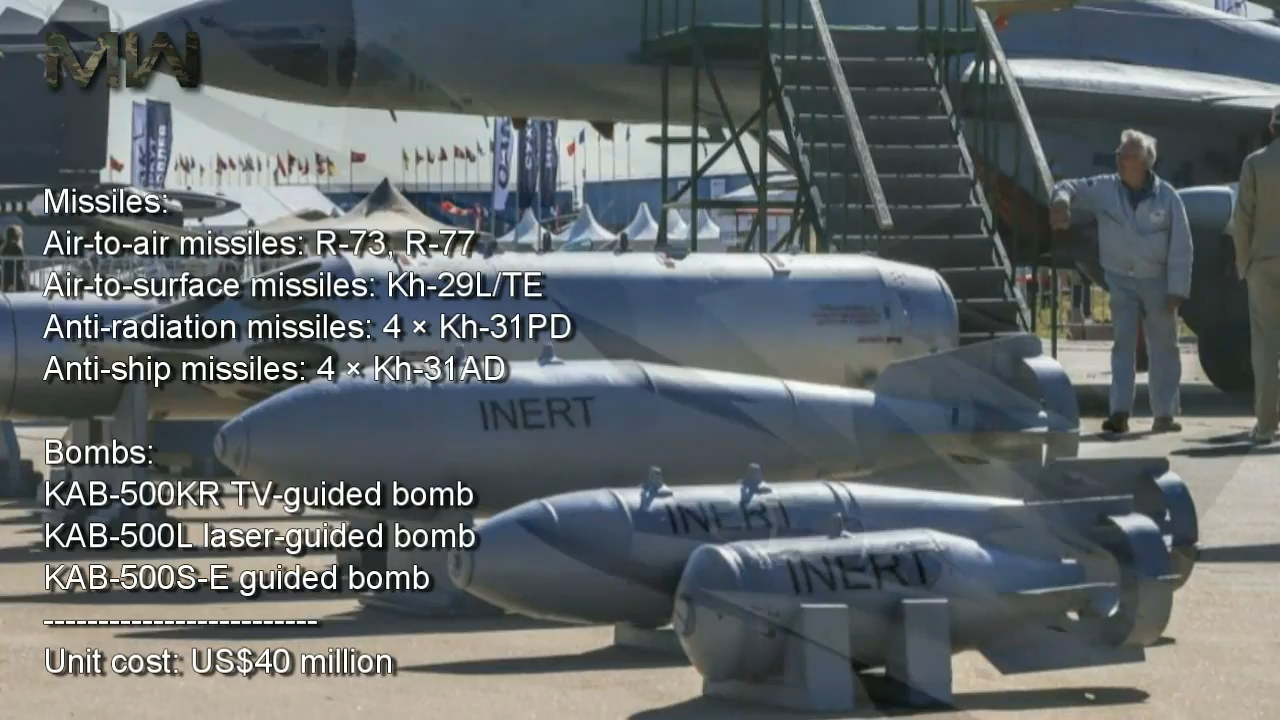 MW
Missiles:
Air-to-air missiles: R-73, R-77
Air-to-surface missiles: Kh-29L/TE
Anti-radiation missiles: 4 × Kh-31PD
Anti-ship missiles: 4 × Kh-31AD
Bombs:
KAB-500KR TV-guided bomb
KAB-500L laser-guided bomb
KAB-500S-E guided bomb
-------------------------
Unit cost: US$40 million
INERT
INERT
INERT